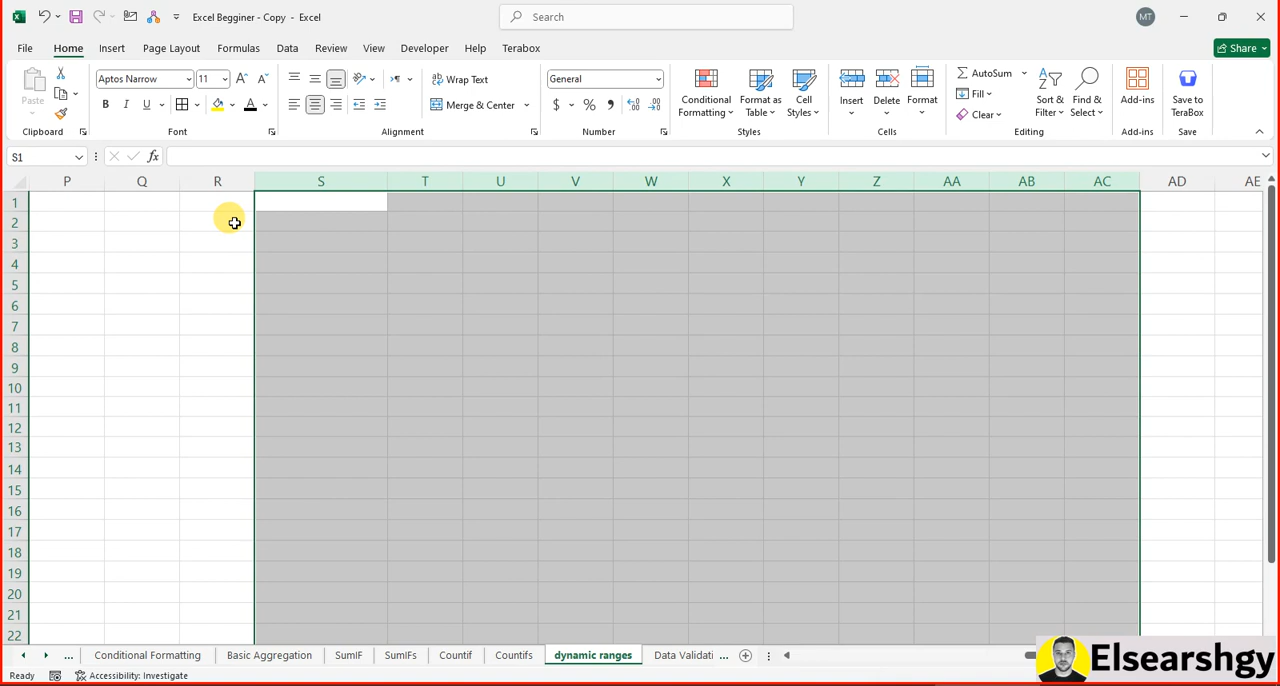 Excel Begginer - Copy - Excel
Search
MT
File Home Insert Page Layout Formulas Data Review View Developer Help Terabox
Share
Paste
Aptos Narrow 11
B I U A
Wrap Text
Merge & Center
General
$ % ,
Conditional Formatting
Format as Table
Cell Styles
Insert
Delete
Format
AutoSum
Fill
Clear
Sort & Filter
Find & Select
Add-ins
Save to TeraBox
Clipboard Font Alignment Number Styles Cells Editing Add-ins Save
S1 fx
P Q R S T U V W X Y Z AA AB AC AD AE
1
2
3
4
5
6
7
8
9
10
11
12
13
14
15
16
17
18
19
20
21
22
... Conditional Formatting Basic Aggregation SumIF SumIFs Countif Countifs dynamic ranges Data Validati ...
Ready Accessibility: Investigate
Elsearshgy